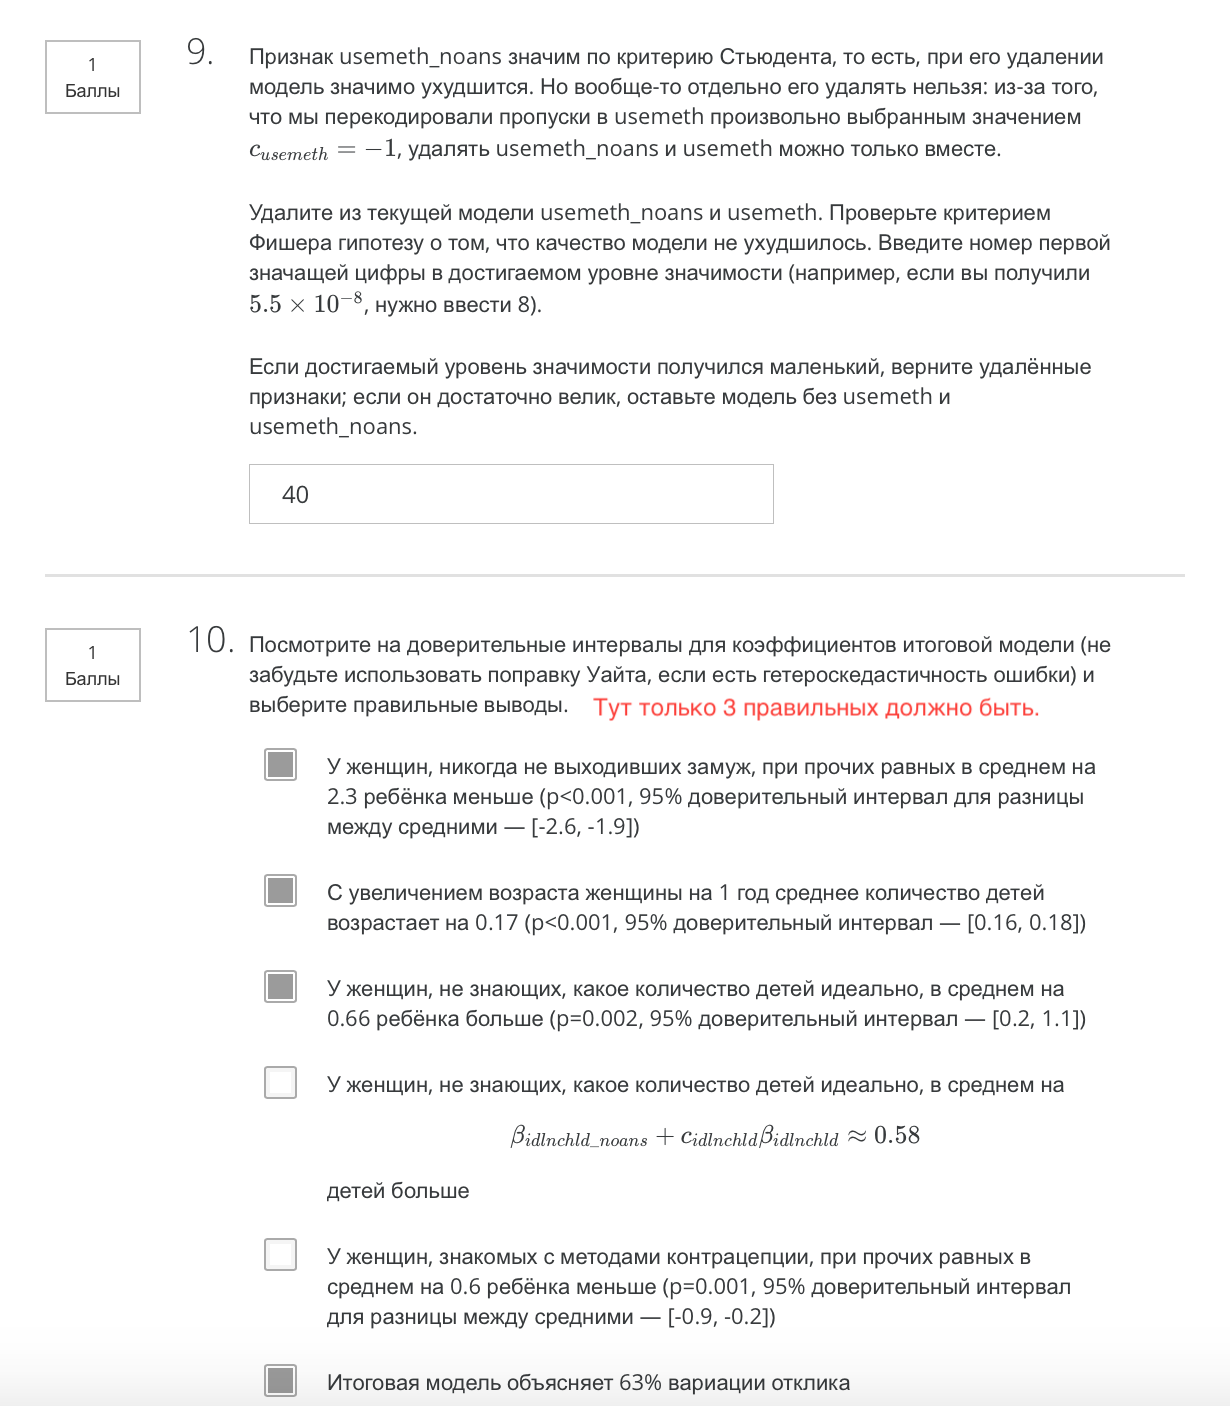 1
Баллы
9.
Признак usemeth_noans значим по критерию Стьюдента, то есть, при его удалении
модель значимо ухудшится. Но вообще-то отдельно его удалять нельзя: из-за того,
что мы перекодировали пропуски в usemeth произвольно выбранным значением
c_{usemeth} = −1, удалять usemeth_noans и usemeth можно только вместе.
Удалите из текущей модели usemeth_noans и usemeth. Проверьте критерием
Фишера гипотезу о том, что качество модели не ухудшилось. Введите номер первой
значащей цифры в достигаемом уровне значимости (например, если вы получили
5.5 × 10^{−8}, нужно ввести 8).
Если достигаемый уровень значимости получился маленький, верните удалённые
признаки; если он достаточно велик, оставьте модель без usemeth и
usemeth_noans.
40
1
Баллы
10.
Посмотрите на доверительные интервалы для коэффициентов итоговой модели (не
забудьте использовать поправку Уайта, если есть гетероскедастичность ошибки) и
выберите правильные выводы. Тут только 3 правильных должно быть.
У женщин, никогда не выходивших замуж, при прочих равных в среднем на
2.3 ребёнка меньше (p<0.001, 95% доверительный интервал для разницы
между средними — [-2.6, -1.9])
С увеличением возраста женщины на 1 год среднее количество детей
возрастает на 0.17 (p<0.001, 95% доверительный интервал — [0.16, 0.18])
У женщин, не знающих, какое количество детей идеально, в среднем на
0.66 ребёнка больше (p=0.002, 95% доверительный интервал — [0.2, 1.1])
У женщин, не знающих, какое количество детей идеально, в среднем на
β_{idlnchld_noans} + c_{idlnchld}β_{idlnchld} ≈ 0.58
детей больше
У женщин, знакомых с методами контрацепции, при прочих равных в
среднем на 0.6 ребёнка меньше (p=0.001, 95% доверительный интервал
для разницы между средними — [-0.9, -0.2])
Итоговая модель объясняет 63% вариации отклика